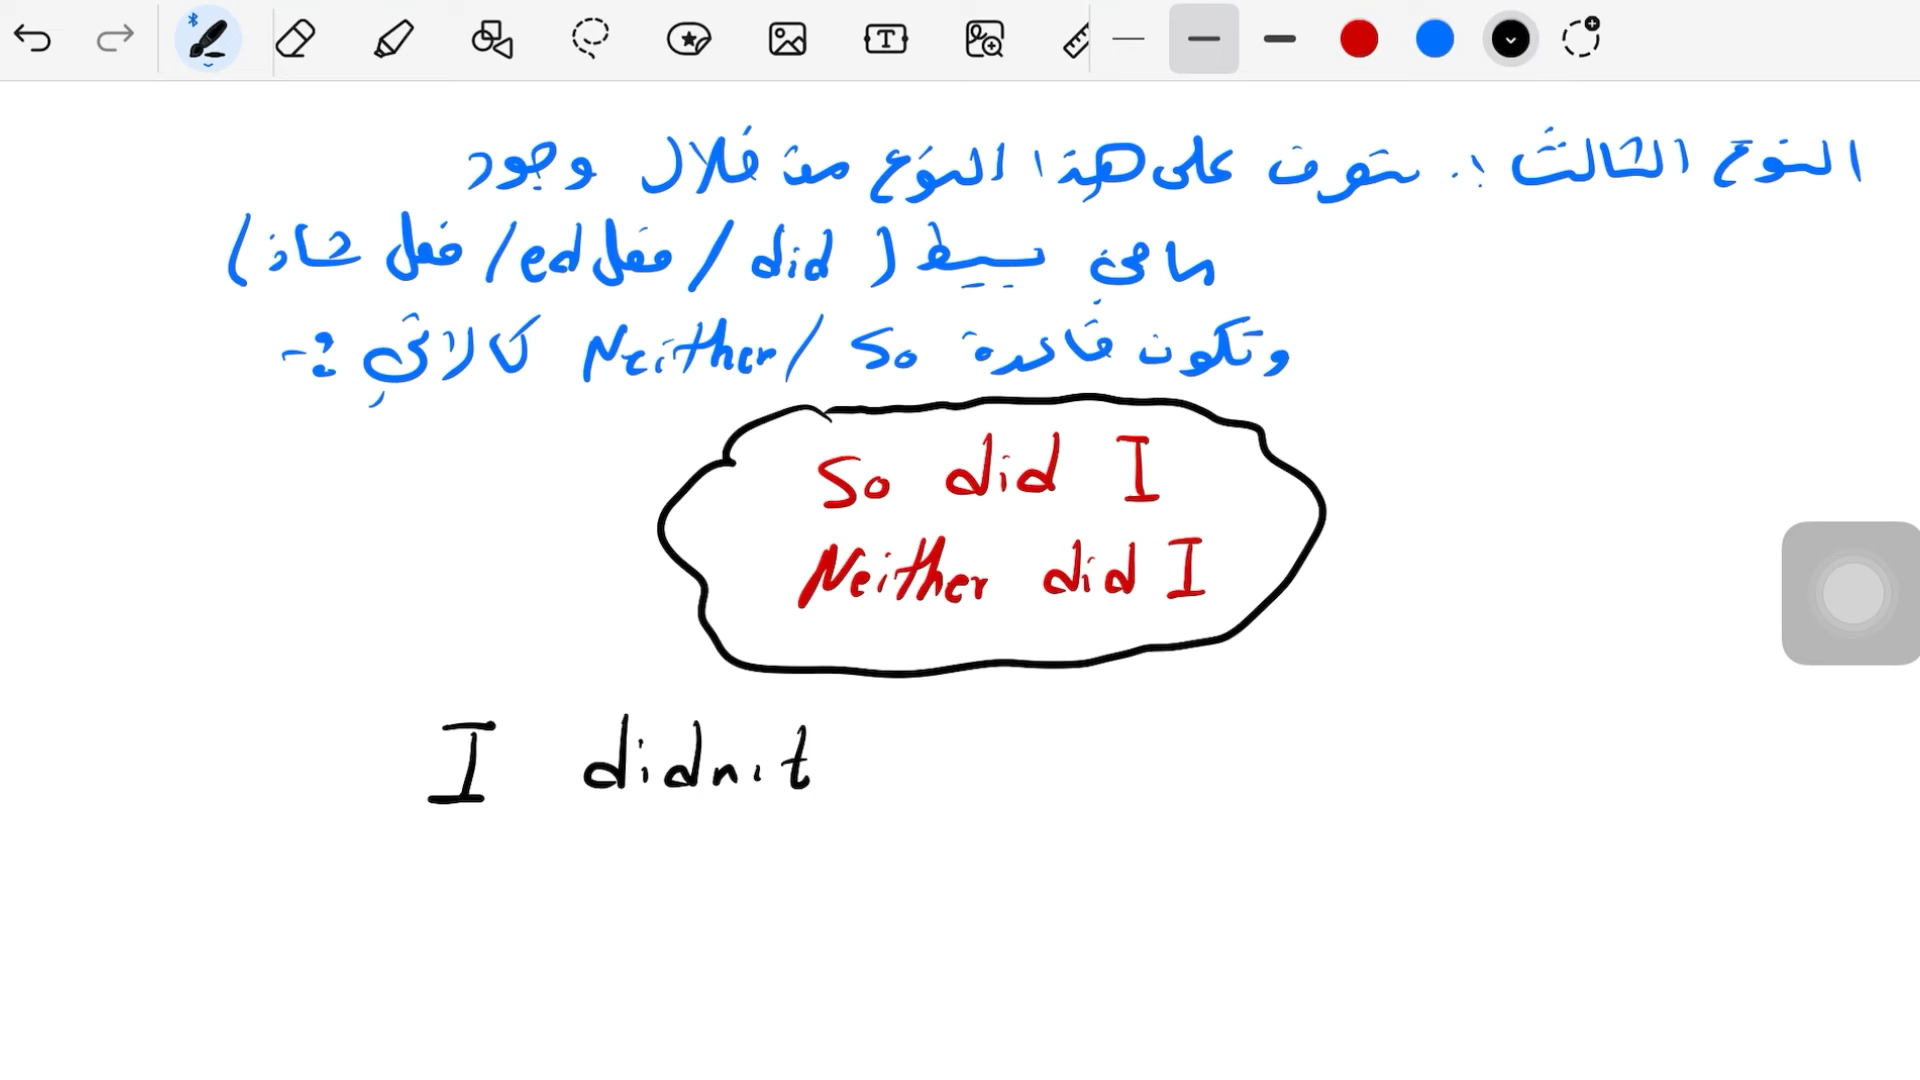 النوع الثالث :. نتعرف على هذا النوع من خلال وجود
ماضي بسيط ( did / فعل ed / فعل شاذ )
وتكون قاعدة So / Neither كالاتي :-
So did I
Neither did I
I didn't